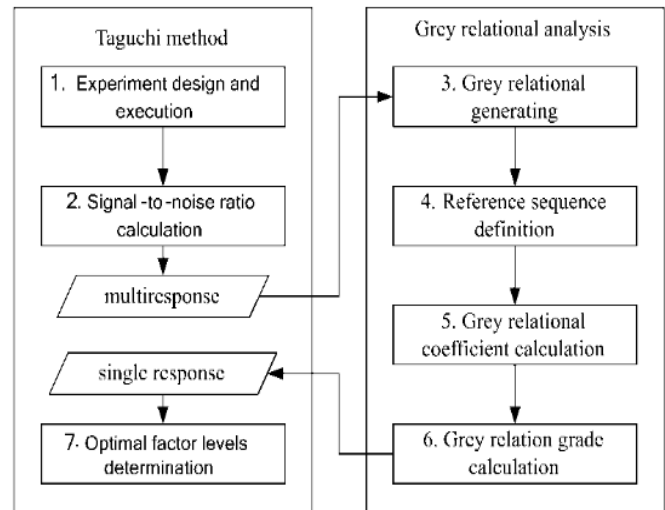 Taguchi method
1. Experiment design and
execution
2. Signal-to-noise ratio
calculation
multiresponse
single response
7. Optimal factor levels
determination
Grey relational analysis
3. Grey relational
generating
4. Reference sequence
definition
5. Grey relational
coefficient calculation
6. Grey relation grade
calculation